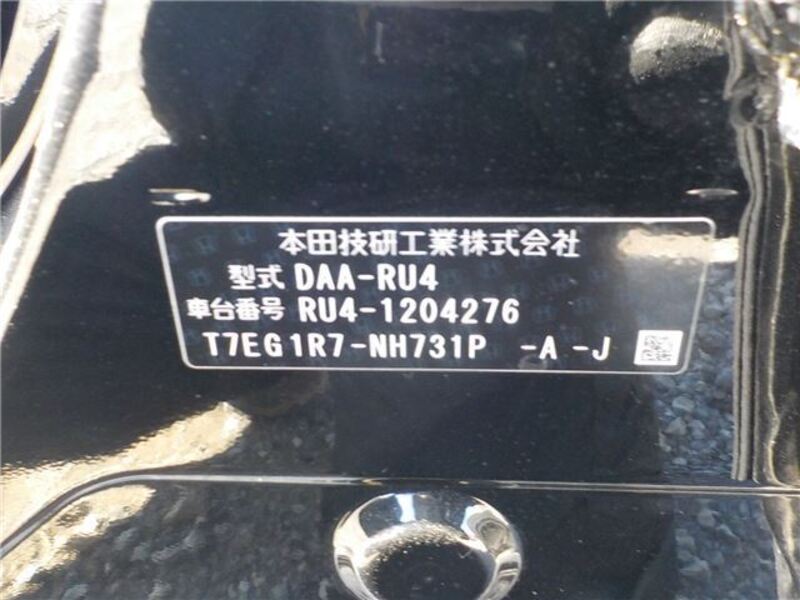 本田技研工業株式会社
型式 DAA-RU4
車台番号 RU4-1204276
T7EG1R7-NH731P -A -J